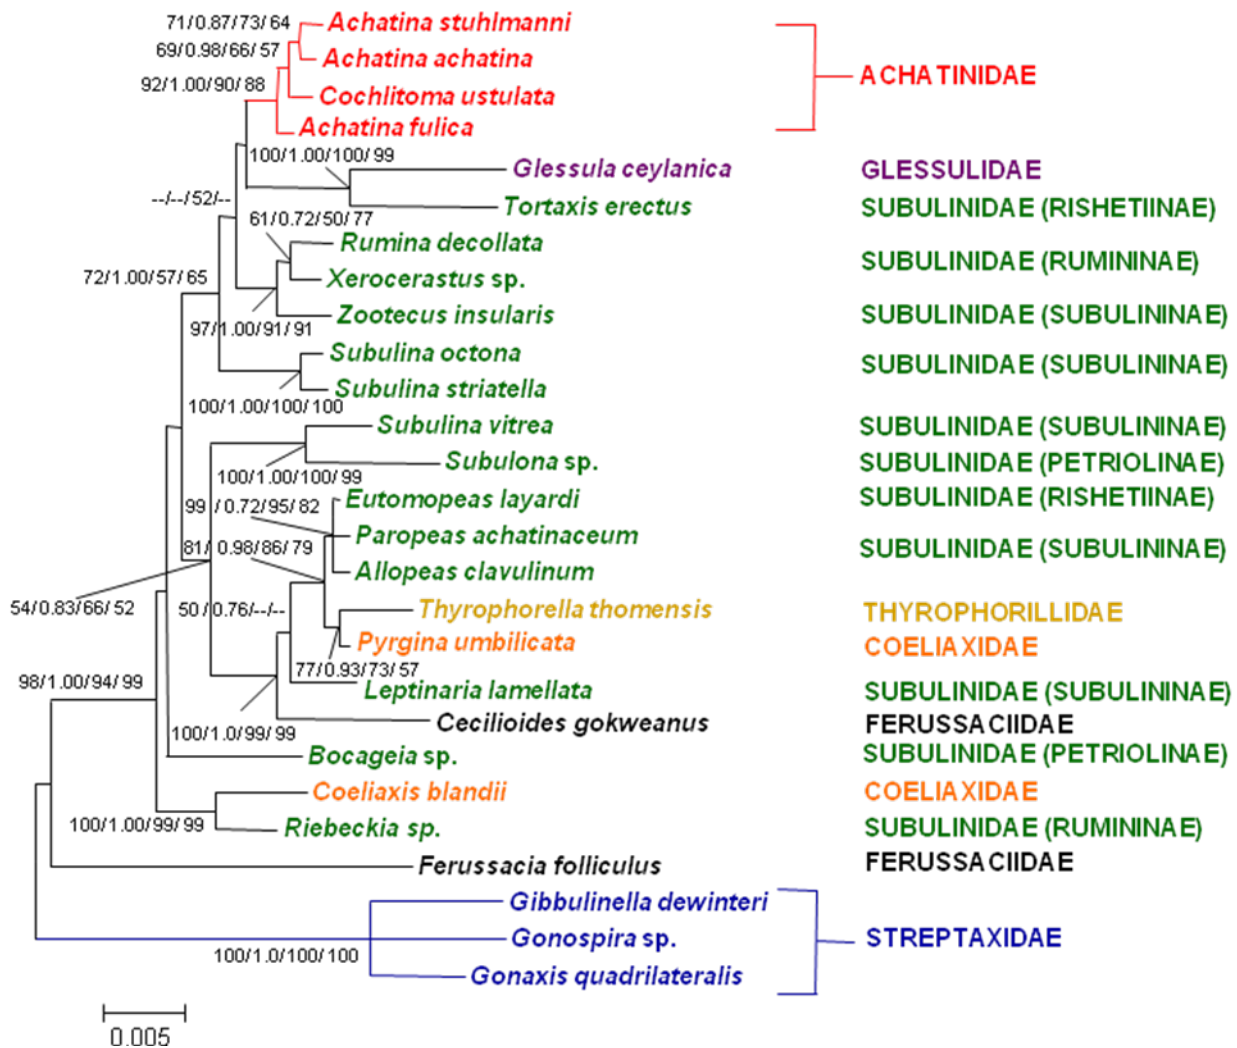 71/0.87/73/64
Achatina stuhlmanni
69/0.98/66/57
Achatina achatina
ACHATINIDAE
92/1.00/90/88
Cochlitoma ustulata
Achatina fulica
100/1.00/100/99
Glessula ceylanica
GLESSULIDAE
--/--/52/--
Tortaxis erectus
SUBULINIDAE (RISHETIINAE)
61/0.72/50/77
Rumina decollata
SUBULINIDAE (RUMININAE)
72/1.00/57/65
Xerocerastus sp.
Zootecus insularis
SUBULINIDAE (SUBULININAE)
97/1.00/91/91
Subulina octona
SUBULINIDAE (SUBULININAE)
Subulina striatella
100/1.00/100/100
Subulina vitrea
SUBULINIDAE (SUBULININAE)
Subulona sp.
SUBULINIDAE (PETRIOLINAE)
100/1.00/100/99
Eutomopeas layardi
SUBULINIDAE (RISHETIINAE)
99 /0.72/95/82
Paropeas achatinaceum
SUBULINIDAE (SUBULININAE)
81/0.98/86/79
Allopeas clavulinum
54/0.83/66/52
50/0.76/--/--
Thyrophorella thomensis
THYROPHORILLIDAE
Pyrgina umbilicata
COELIAXIDAE
77/0.93/73/57
98/1.00/94/99
Leptinaria lamellata
SUBULINIDAE (SUBULININAE)
Cecilioides gokweanus
FERUSSACIIDAE
100/1.0/99/99
Bocageia sp.
SUBULINIDAE (PETRIOLINAE)
Coeliaxis blandii
COELIAXIDAE
100/1.00/99/99
Riebeckia sp.
SUBULINIDAE (RUMININAE)
Ferussacia folliculus
FERUSSACIIDAE
Gibbulinella dewinteri
Gonospira sp.
STREPTAXIDAE
100/1.0/100/100
Gonaxis quadrilateralis
0.005